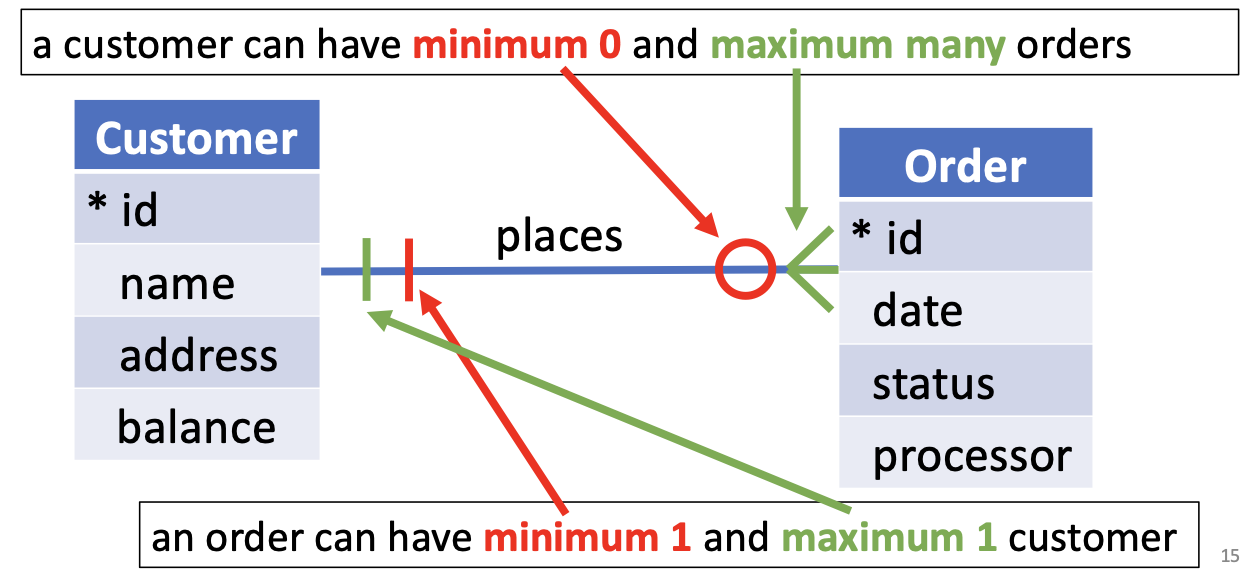 a customer can have minimum 0 and maximum many orders
Customer
* id
name
address
balance
places
Order
* id
date
status
processor
an order can have minimum 1 and maximum 1 customer
15